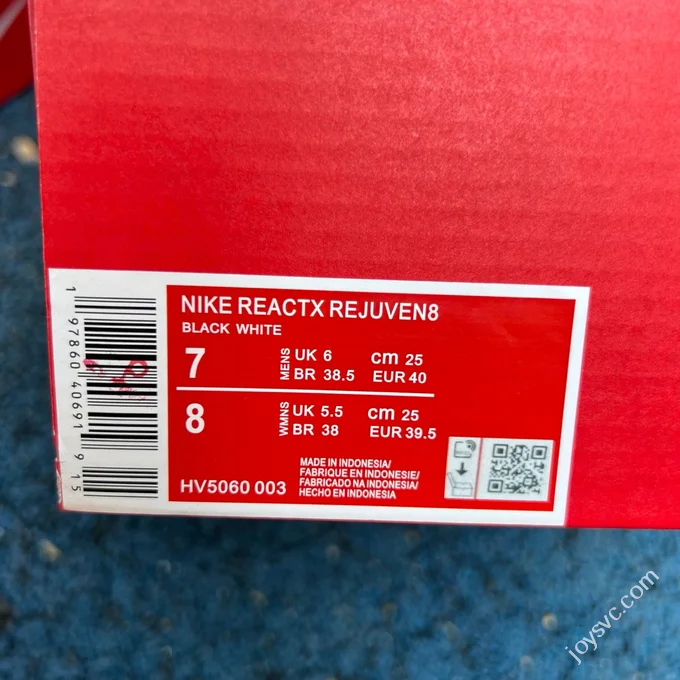 NIKE REACTX REJUVEN8
BLACK WHITE
7 MENS UK 6 cm 25
BR 38.5 EUR 40
8 WMNS UK 5.5 cm 25
BR 38 EUR 39.5
MADE IN INDONESIA/
FABRIQUE EN INDONESIE/
FABRICADO NA INDONESIA/
HECHO EN INDONESIA
HV5060 003
1 97860 40691 9 15
joysvc.com